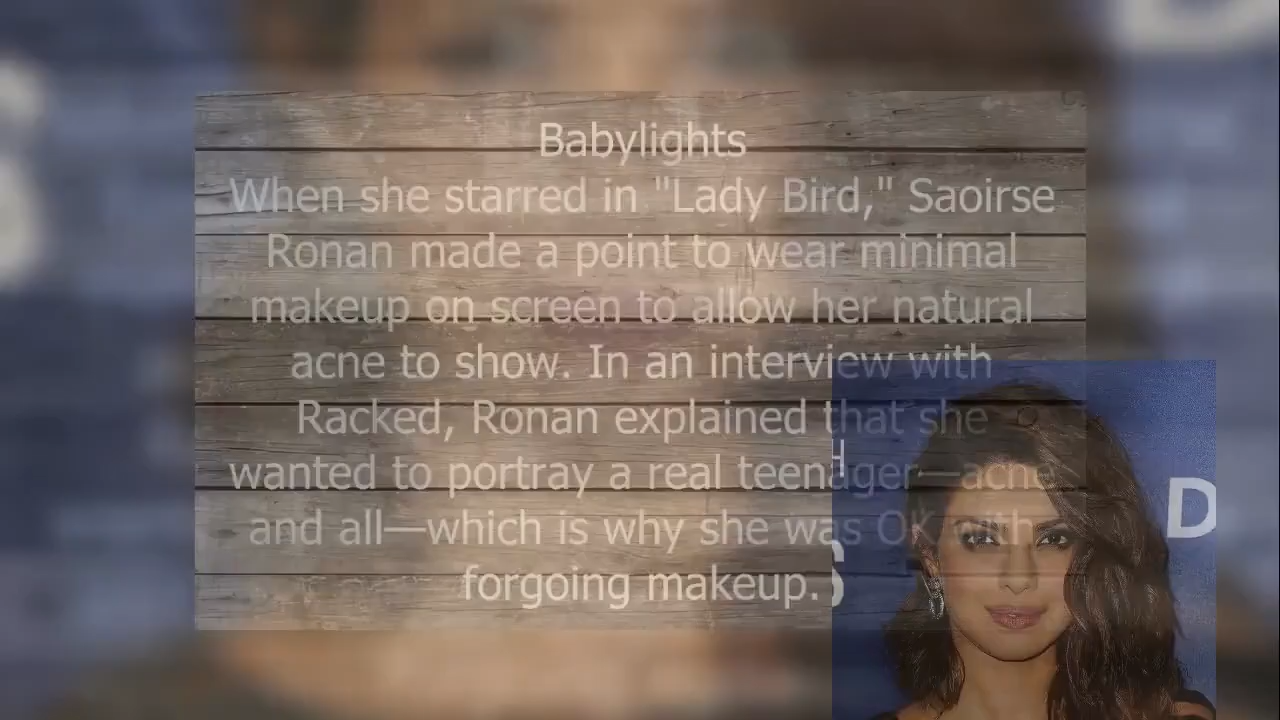 Babylights
When she starred in "Lady Bird," Saoirse
Ronan made a point to wear minimal
makeup on screen to allow her natural
acne to show. In an interview with
Racked, Ronan explained that she
wanted to portray a real teenager—acne
and all—which is why she was OK with
forgoing makeup.
H
D
S